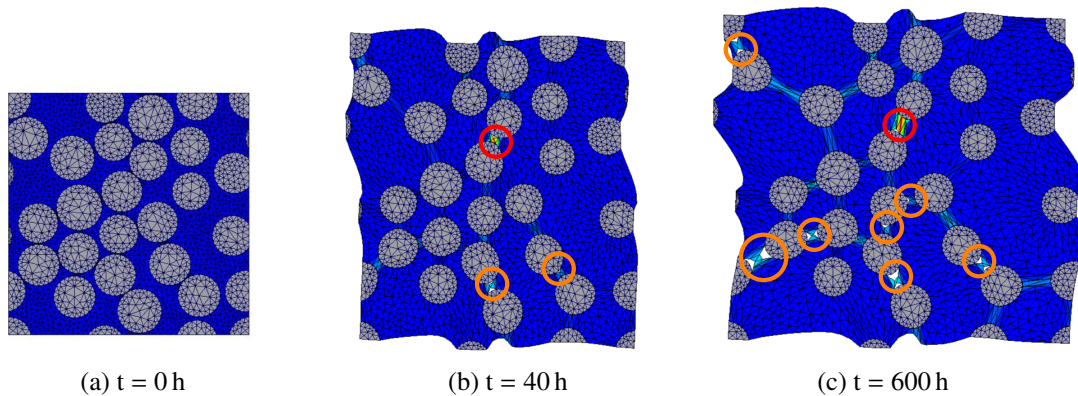 (a) t = 0 h
(b) t = 40 h
(c) t = 600 h